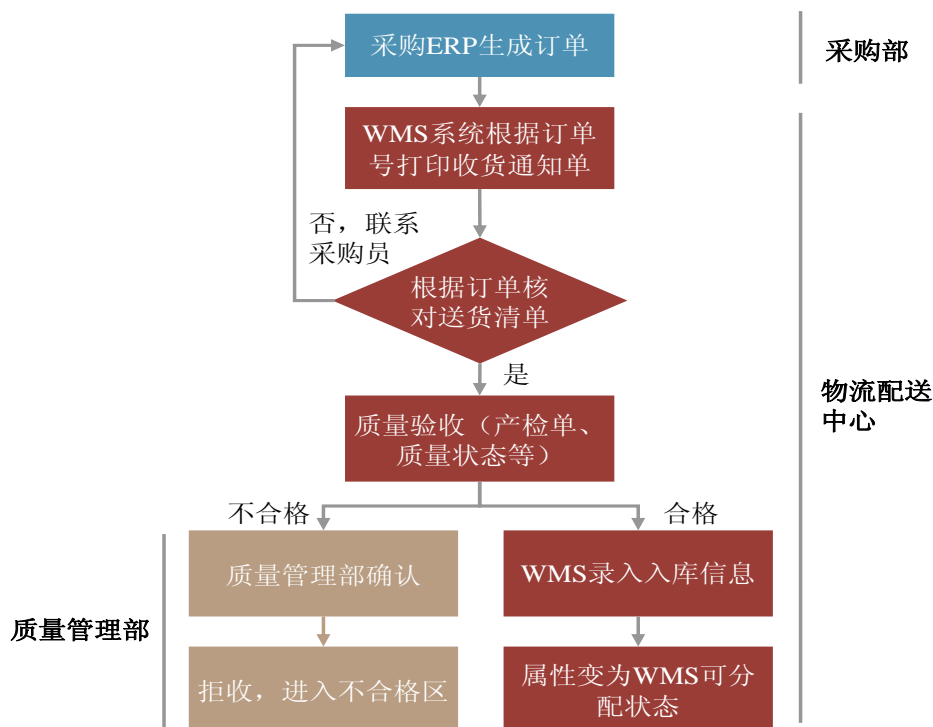 采购ERP生成订单
采购部
WMS系统根据订单
号打印收货通知单
否，联系
采购员
根据订单核
对送货清单
是
物流配送
中心
质量验收（产检单、
质量状态等）
不合格
合格
质量管理部确认
WMS录入入库信息
质量管理部
拒收，进入不合格区
属性变为WMS可分
配状态